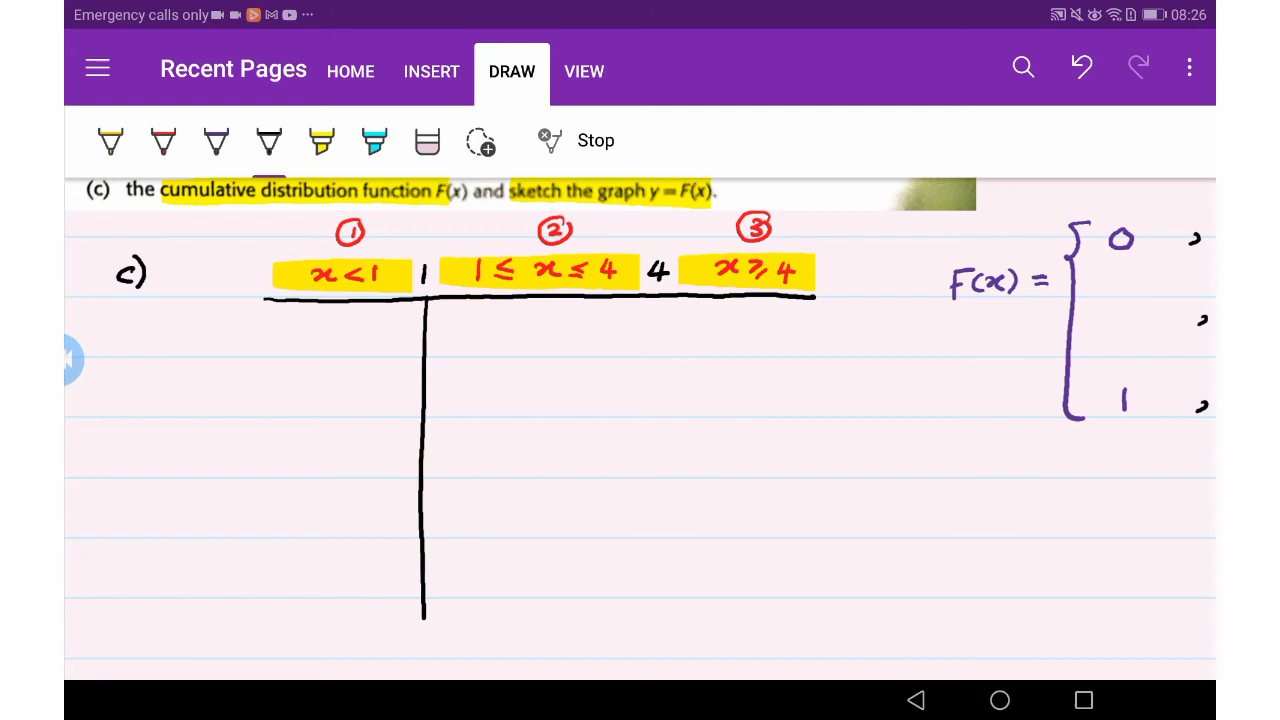 Emergency calls only ... 08:26
Recent Pages HOME INSERT DRAW VIEW
Stop
(c) the cumulative distribution function F(x) and sketch the graph y = F(x).
① ② ③
c) x < 1 1 1 ≤ x ≤ 4 4 x ≥ 4
F(x) = { 0 ,
,
1 ,